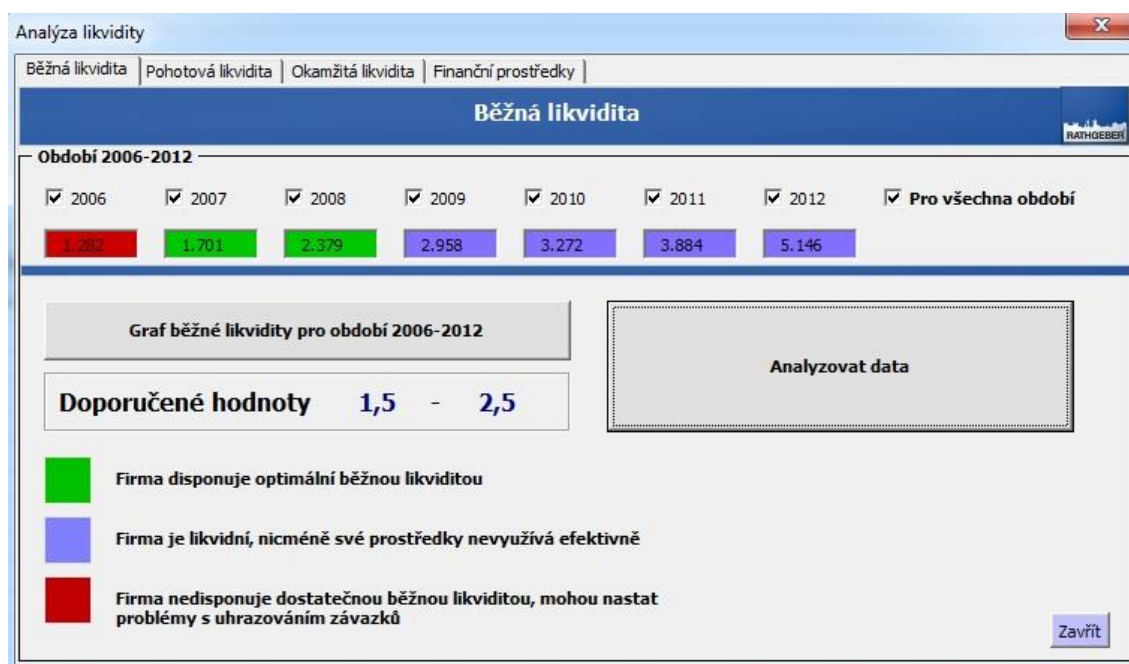 Analýza likvidity
Běžná likvidita Pohotová likvidita Okamžitá likvidita Finanční prostředky
Běžná likvidita
RATHGEBER
Období 2006-2012
2006 2007 2008 2009 2010 2011 2012 Pro všechna období
1.282 1.701 2.379 2.958 3.272 3.884 5.146
Graf běžné likvidity pro období 2006-2012
Analyzovat data
Doporučené hodnoty 1,5 - 2,5
Firma disponuje optimální běžnou likviditou
Firma je likvidní, nicméně své prostředky nevyužívá efektivně
Firma nedisponuje dostatečnou běžnou likviditou, mohou nastat
problémy s uhrazováním závazků
Zavřít